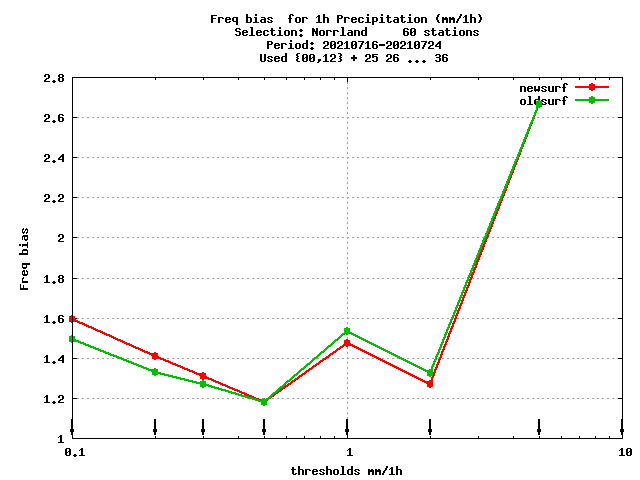 Freq bias  for 1h Precipitation (mm/1h)
Selection: Norrland     60 stations
Period: 20210716-20210724
Used {00,12} + 25 26 ... 36
newsurf
oldsurf
2.8
2.6
2.4
2.2
2
1.8
1.6
1.4
1.2
1
Freq bias
0.1
1
10
thresholds mm/1h